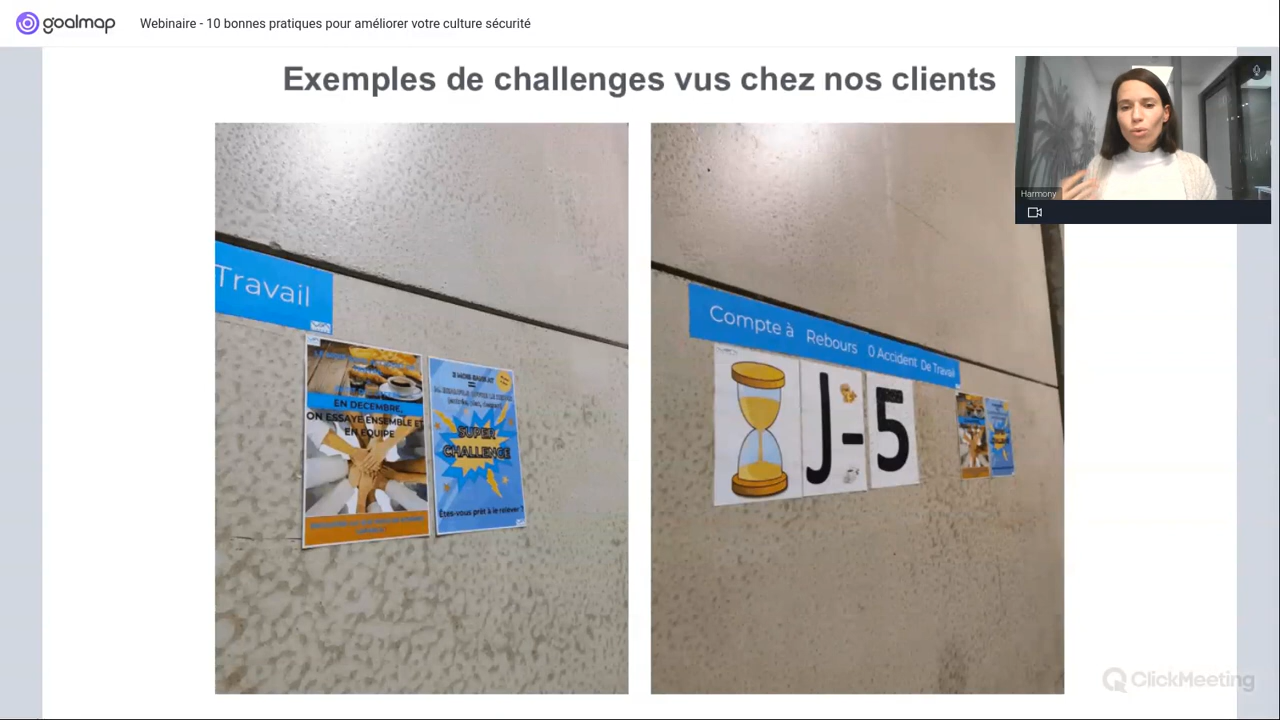 goalmap
Webinaire - 10 bonnes pratiques pour améliorer votre culture sécurité
Exemples de challenges vus chez nos clients
Harmony
Travail
EN DECEMBRE,
ON ESSAYE ENSEMBLE ET
EN EQUIPE
SUPER
CHALLENGE
Êtes-vous prêt à le relever ?
Compte à Rebours 0 Accident De Travail
J-5
ClickMeeting